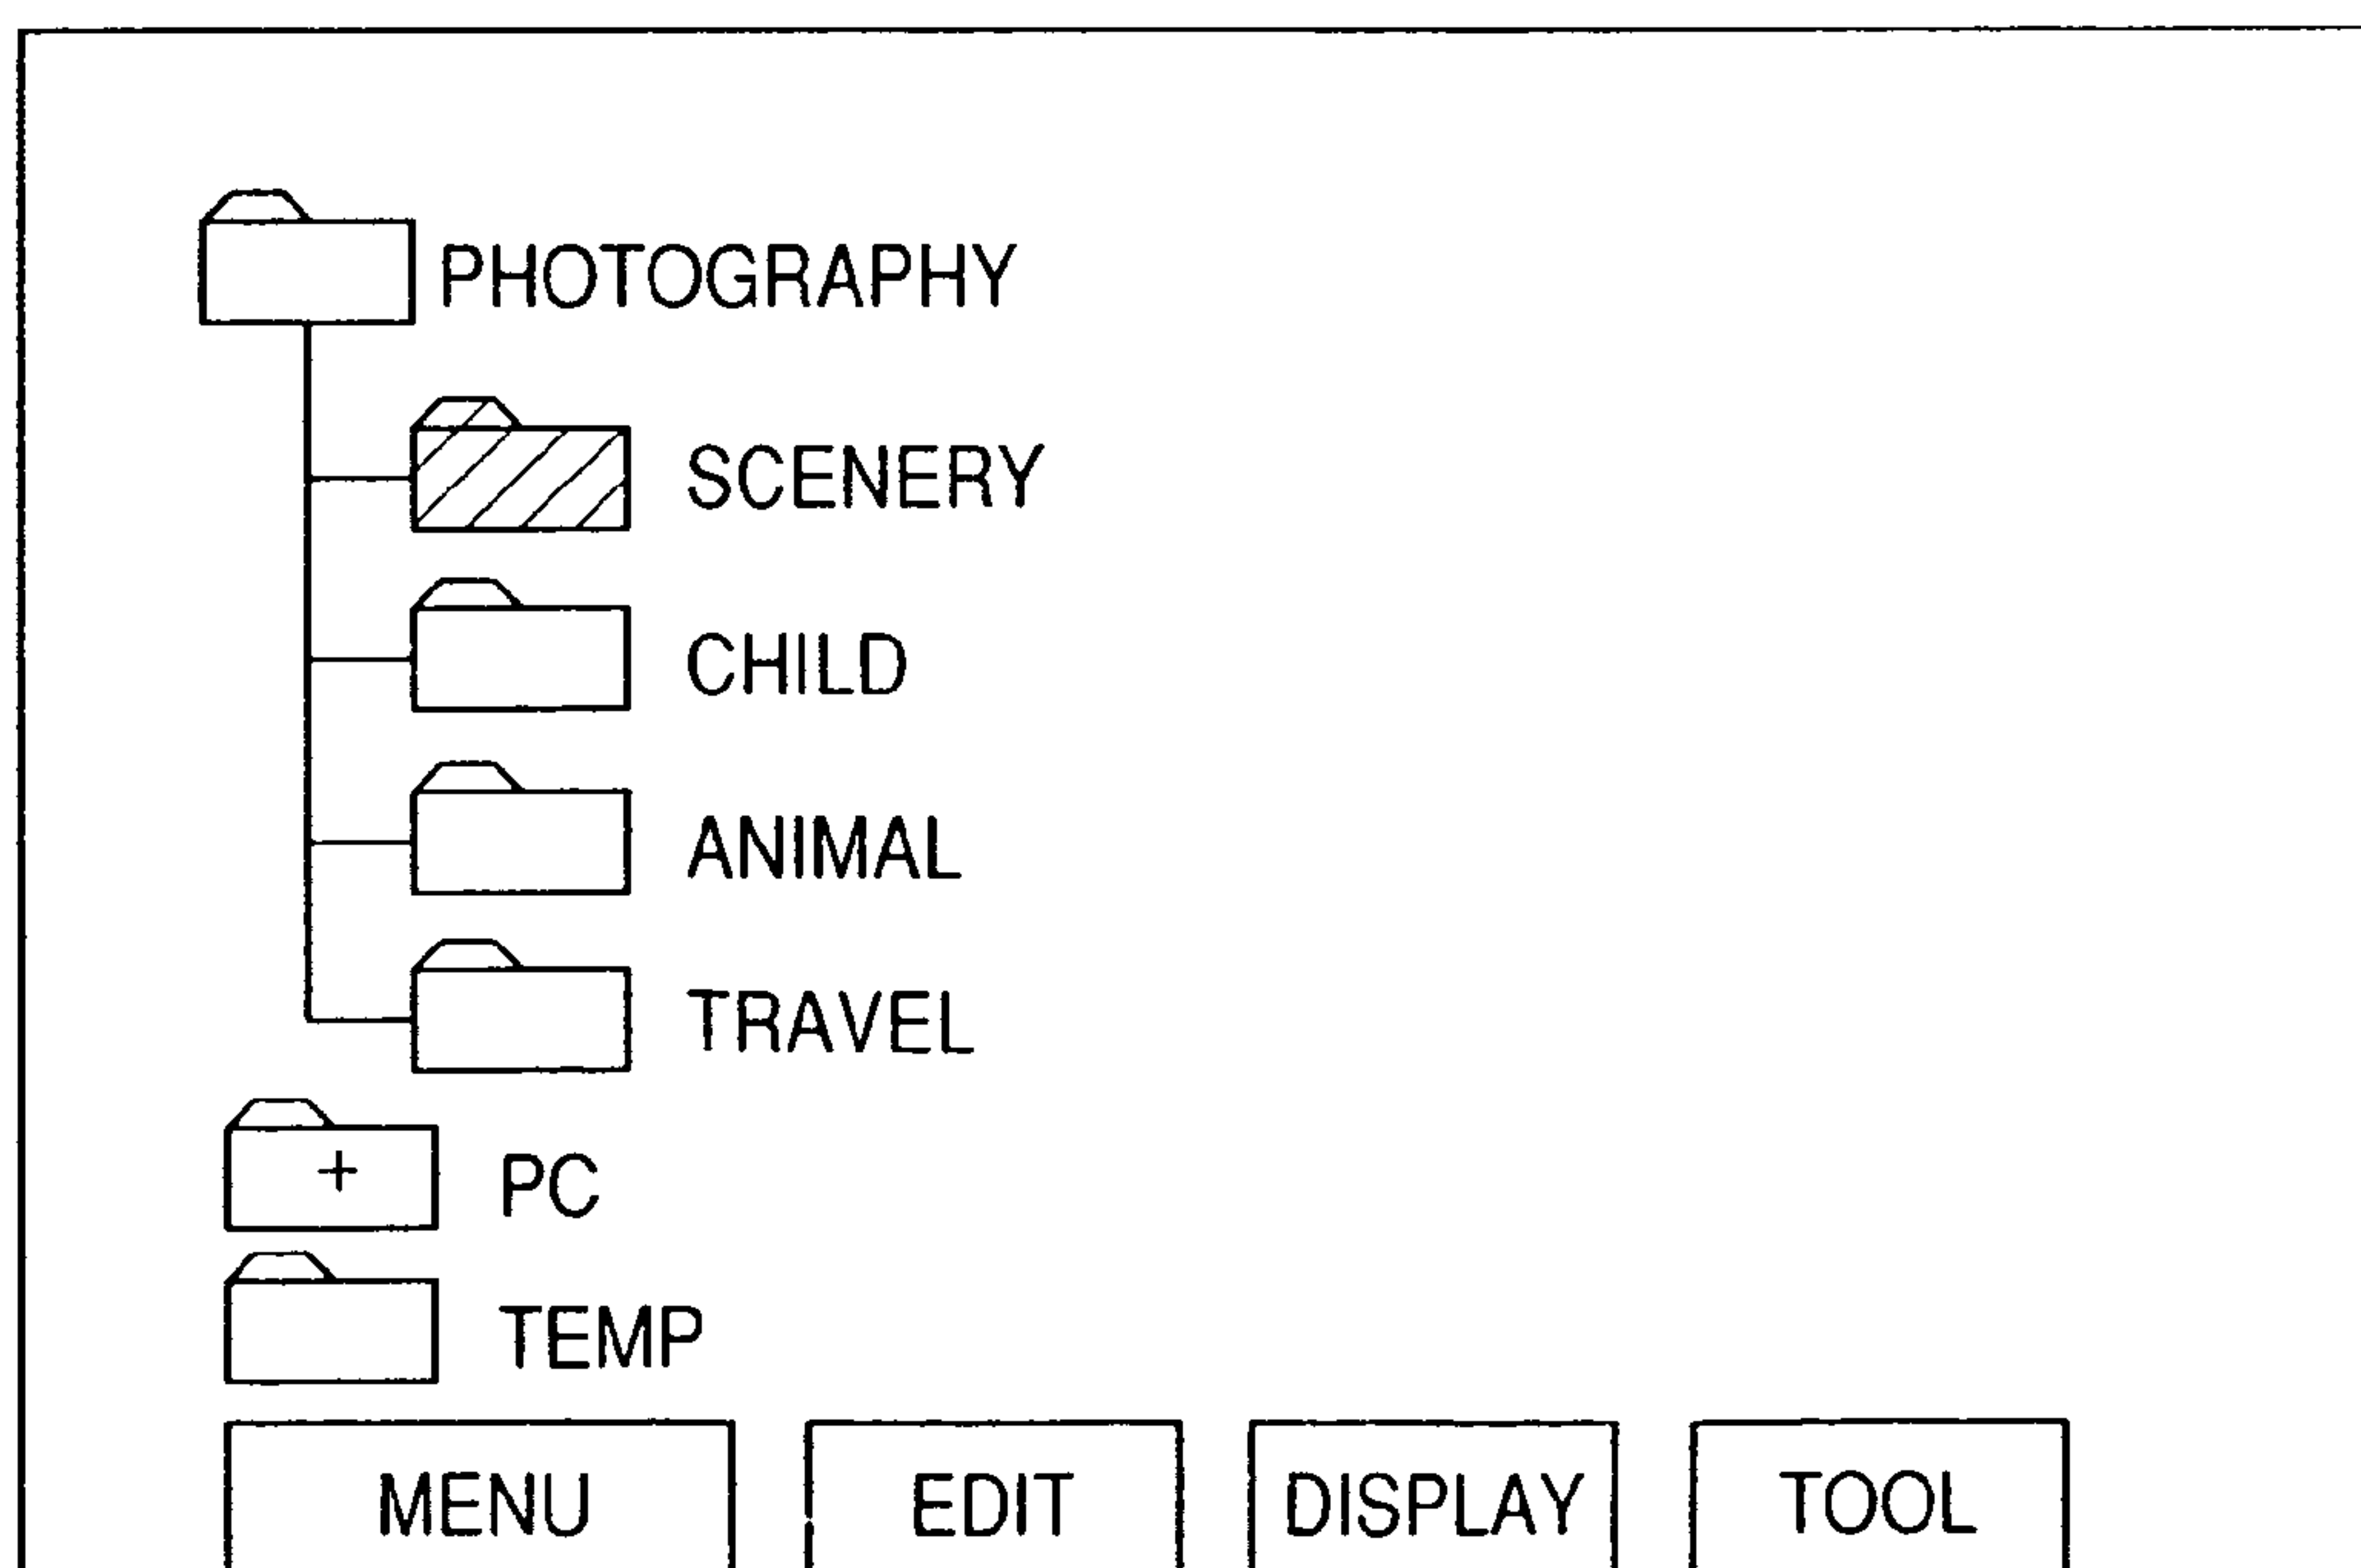 PHOTOGRAPHY
SCENERY
CHILD
ANIMAL
TRAVEL
+ PC
TEMP
MENU EDIT DISPLAY TOOL